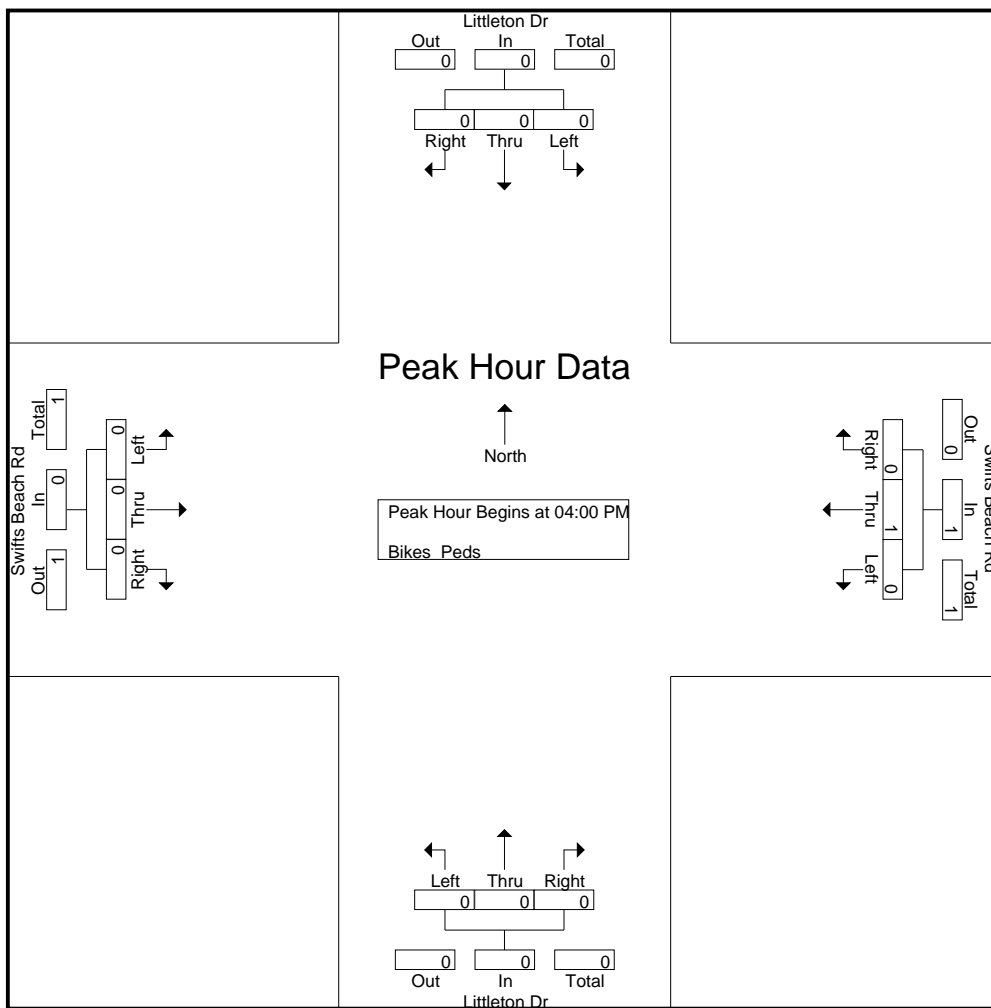 Littleton Dr
Out In Total
0 0 0
0 0 0
Right Thru Left
Peak Hour Data
North
Peak Hour Begins at 04:00 PM
Bikes Peds
Swifts Beach Rd
Total In Out
1 0 1
0 0 0
Left Thru Right
Right Thru Left
0 1 0
Out In Total
0 1 1
Swifts Beach Rd
Left Thru Right
0 0 0
0 0 0
Out In Total
Littleton Dr